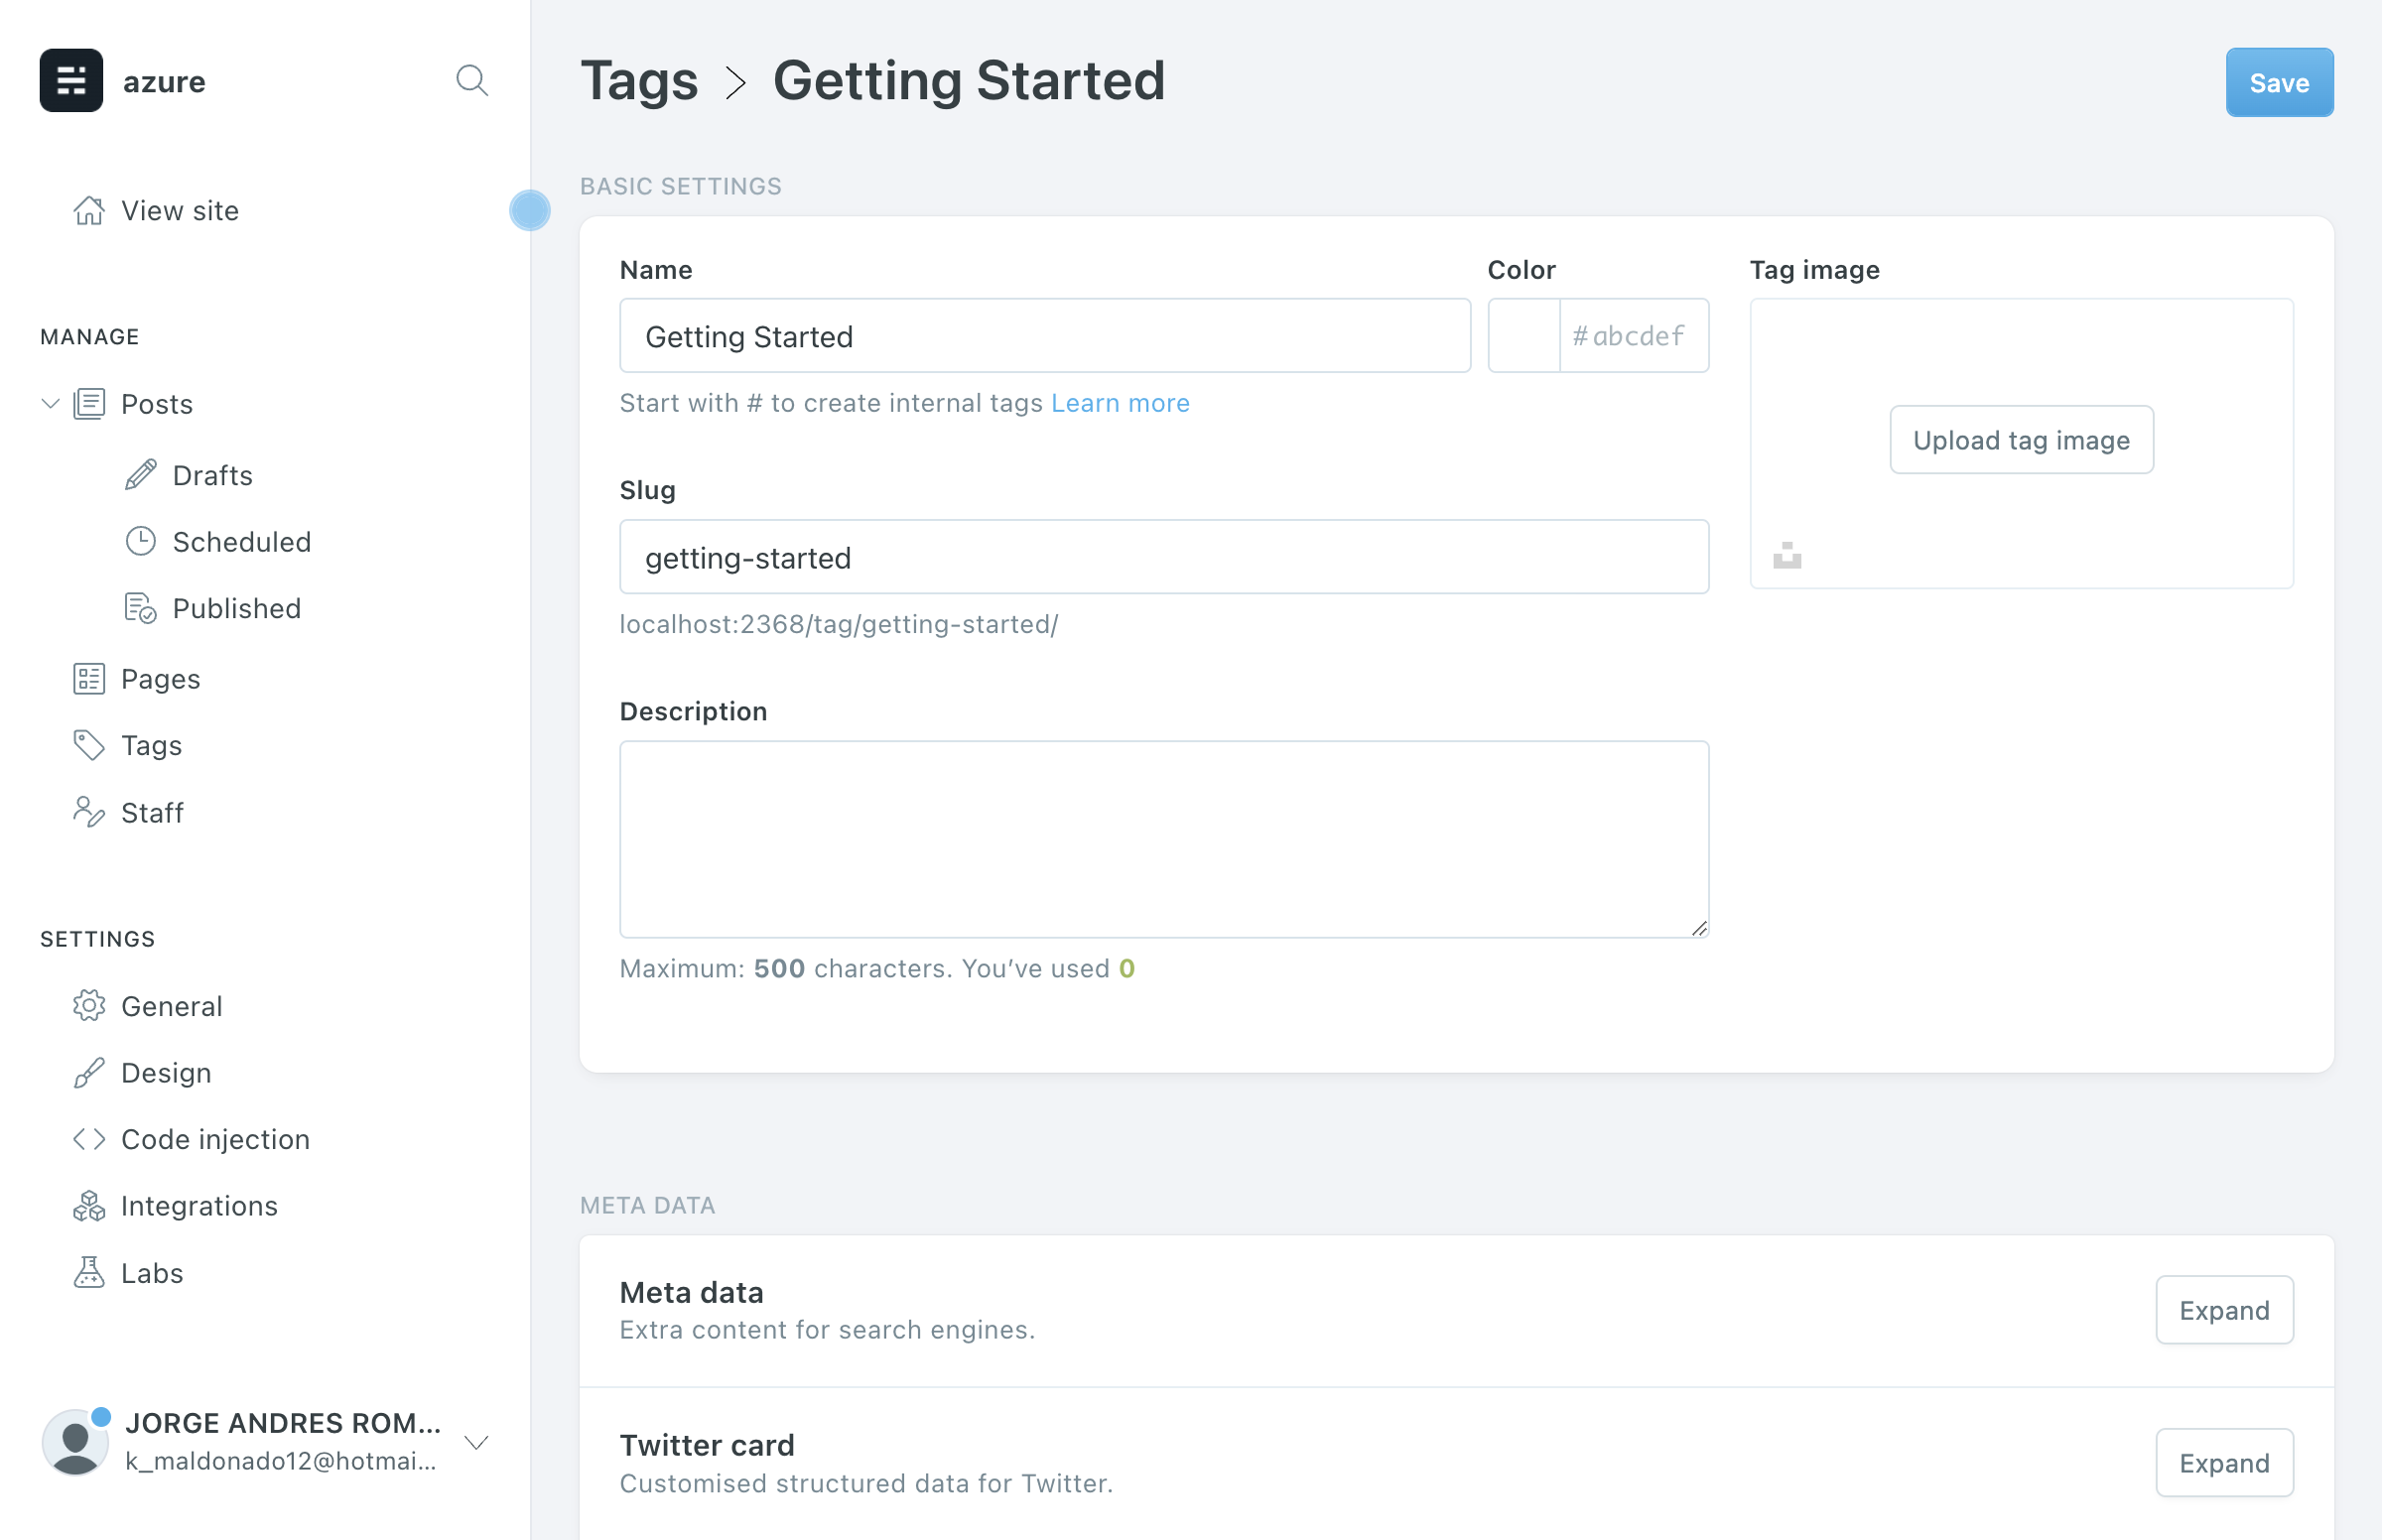 azure
View site
MANAGE
Posts
Drafts
Scheduled
Published
Pages
Tags
Staff
SETTINGS
General
Design
Code injection
Integrations
Labs
JORGE ANDRES ROM...
k_maldonado12@hotmai...
Tags > Getting Started
Save
BASIC SETTINGS
Name
Getting Started
Start with # to create internal tags Learn more
Color
#abcdef
Slug
getting-started
localhost:2368/tag/getting-started/
Description
Maximum: 500 characters. You’ve used 0
Tag image
Upload tag image
META DATA
Meta data
Extra content for search engines.
Expand
Twitter card
Customised structured data for Twitter.
Expand